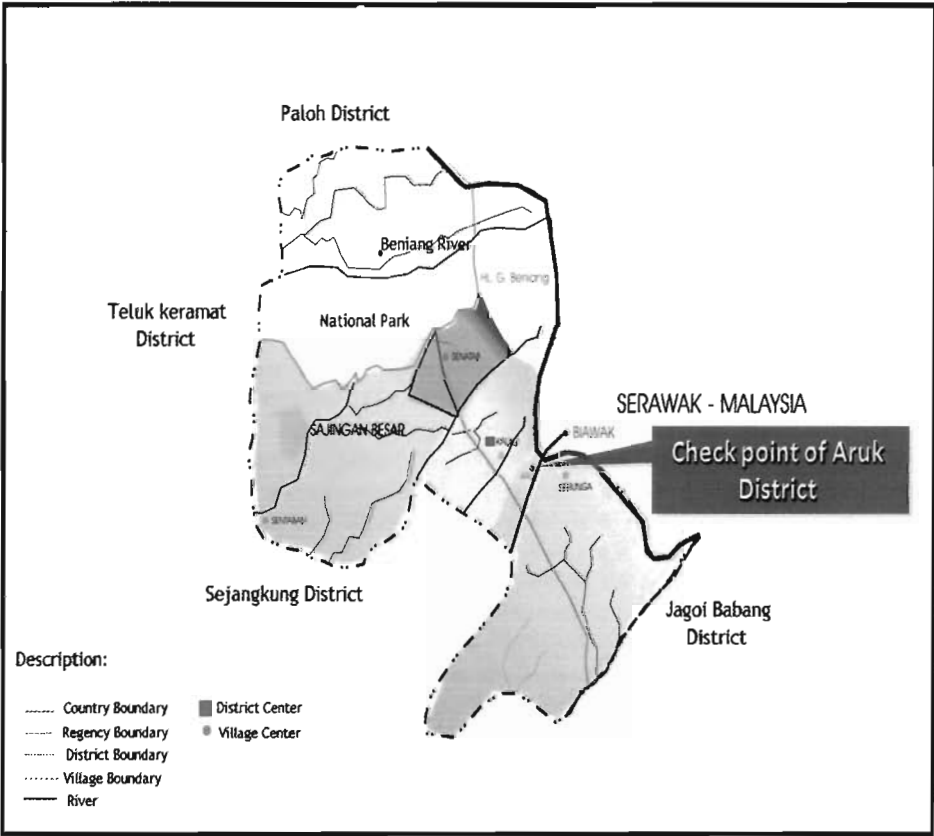 Paloh District
Beniang River
H. G. Beniang
Teluk keramat
District
National Park
SERAWAK - MALAYSIA
SAJINGAN BESAR
BIAWAK
Check point of Aruk
District
Sejangkung District
Jagoi Babang
District
Description:
Country Boundary
District Center
Regency Boundary
Village Center
District Boundary
Village Boundary
River